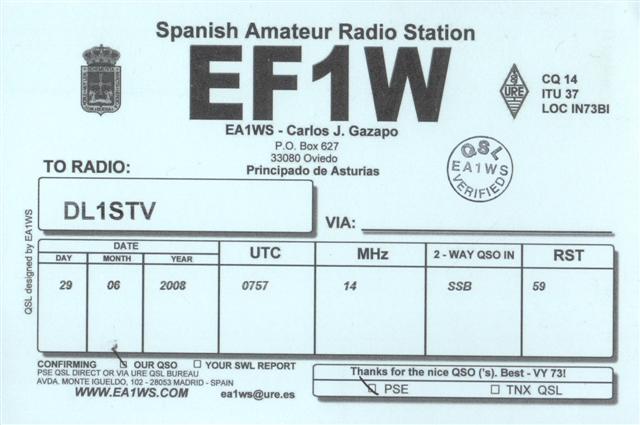 Spanish Amateur Radio Station
EF1W
URE
CQ 14
ITU 37
LOC IN73BI
EA1WS - Carlos J. Gazapo
P.O. Box 627
33080 Oviedo
Principado de Asturias
QSL
EA1WS
VERIFIED
TO RADIO:
DL1STV
VIA:
QSL designed by EA1WS
DATE UTC MHz 2 - WAY QSO IN RST
DAY MONTH YEAR
29 06 2008 0757 14 SSB 59
CONFIRMING ☐ OUR QSO ☐ YOUR SWL REPORT
PSE QSL DIRECT OR VIA URE QSL BUREAU
AVDA. MONTE IGUELDO, 102 - 28053 MADRID - SPAIN
WWW.EA1WS.COM ea1ws@ure.es
Thanks for the nice QSO ('s). Best - VY 73!
☐ PSE ☐ TNX QSL